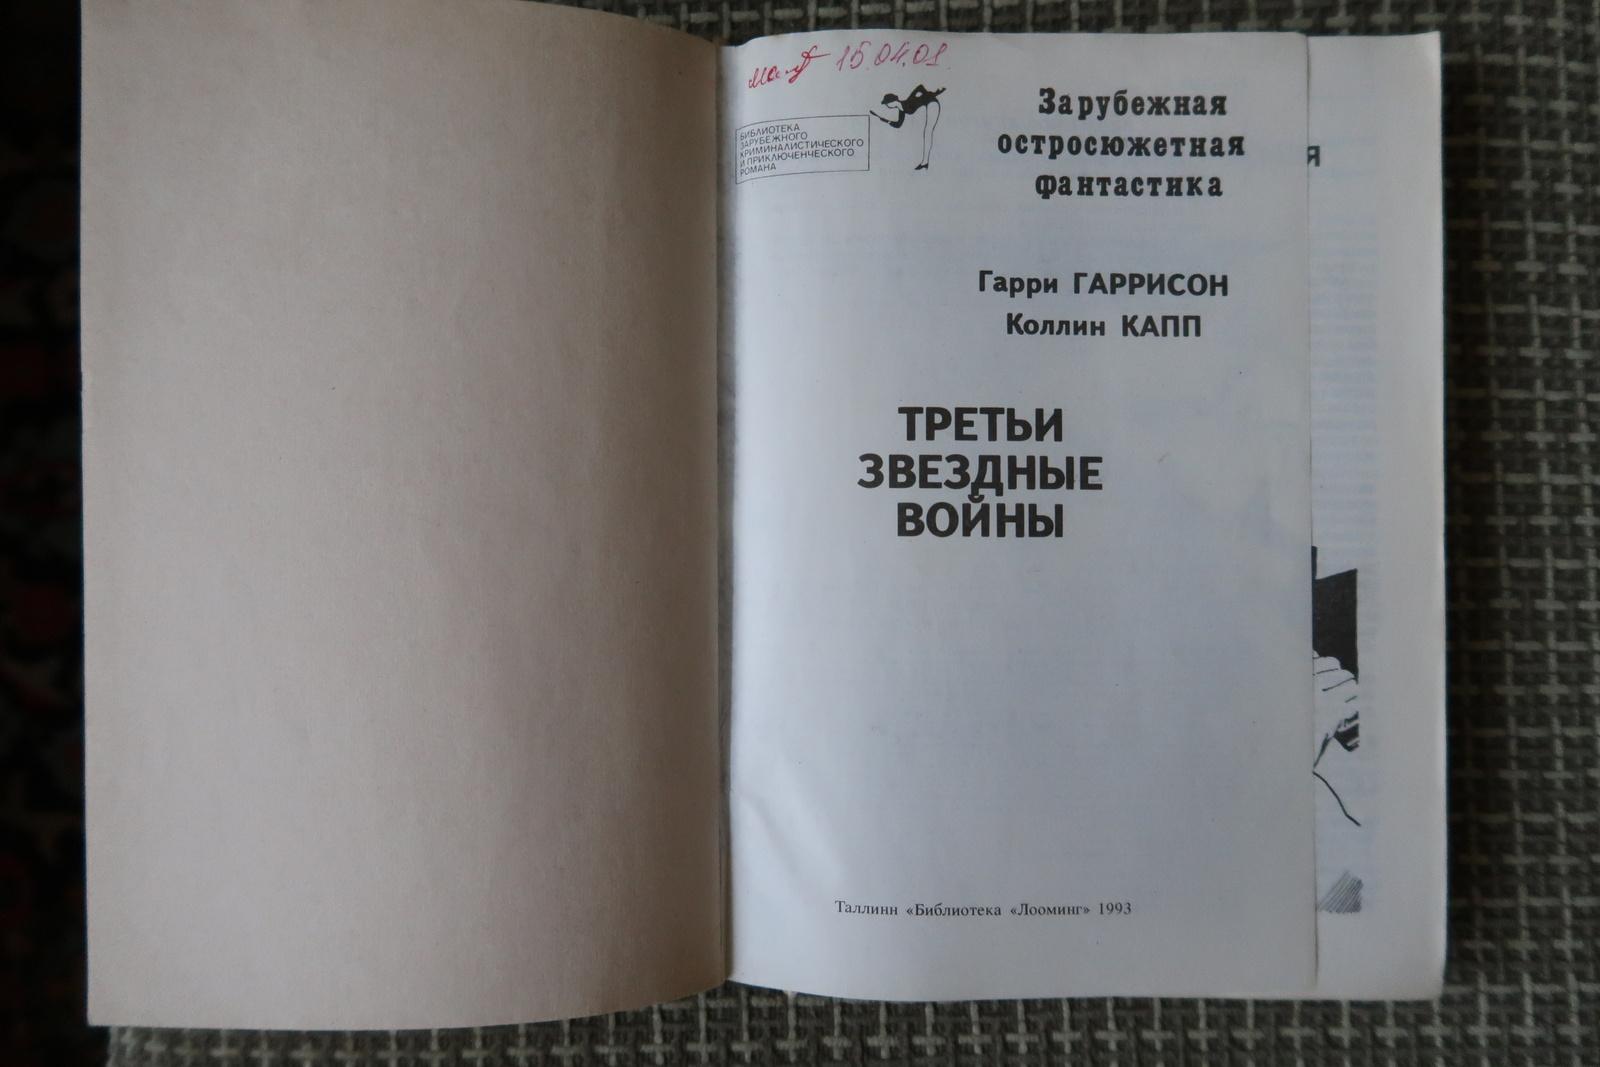 15.04.01.
БИБЛИОТЕКА
ЗАРУБЕЖНОГО
КРИМИНАЛИСТИЧЕСКОГО
И ПРИКЛЮЧЕНЧЕСКОГО
РОМАНА
Зарубежная
остросюжетная
фантастика
я
Гарри ГАРРИСОН
Коллин КАПП
ТРЕТЬИ
ЗВЕЗДНЫЕ
ВОЙНЫ
Таллинн «Библиотека «Лооминг» 1993